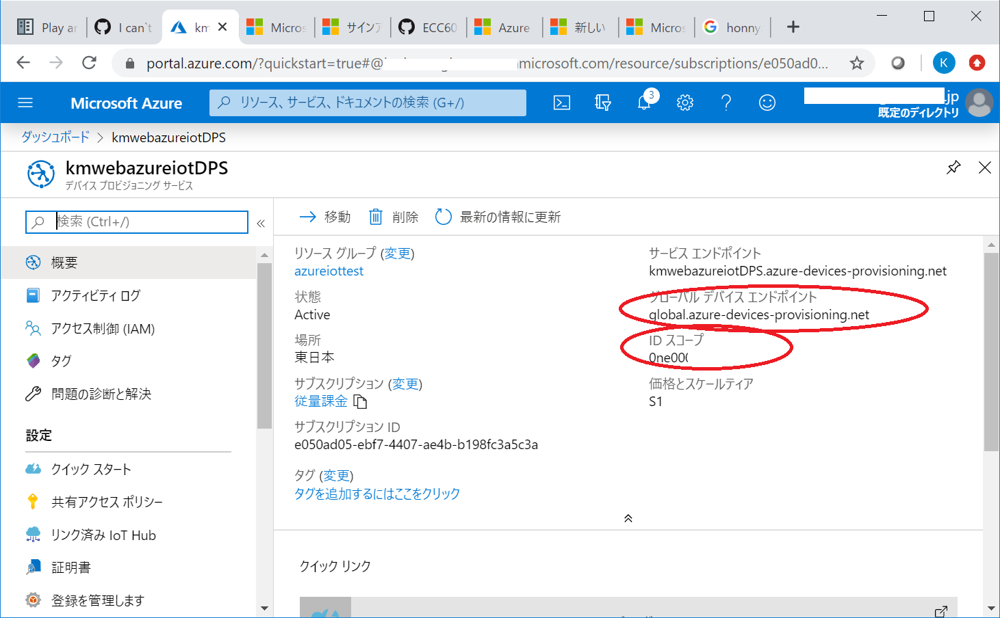 Play ar
I can't
km
Micros
サインア
ECC60
Azure
新しい
Micros
honny
portal.azure.com/?quickstart=true#@
microsoft.com/resource/subscriptions/e050ad0...
K
Microsoft Azure
リソース、サービス、ドキュメントの検索 (G+/)
3
.jp
既定のディレクトリ
ダッシュボード > kmwebazureiotDPS
kmwebazureiotDPS
デバイス プロビジョニング サービス
検索 (Ctrl+/)
«
概要
アクティビティ ログ
アクセス制御 (IAM)
タグ
問題の診断と解決
設定
クイック スタート
共有アクセス ポリシー
リンク済み IoT Hub
証明書
登録を管理します
移動
削除
最新の情報に更新
リソース グループ (変更)
azureiottest
状態
Active
場所
東日本
サブスクリプション (変更)
従量課金
サブスクリプション ID
e050ad05-ebf7-4407-ae4b-b198fc3a5c3a
タグ (変更)
タグを追加するにはここをクリック
サービス エンドポイント
kmwebazureiotDPS.azure-devices-provisioning.net
グローバル デバイス エンドポイント
global.azure-devices-provisioning.net
ID スコープ
0ne000
価格とスケールティア
S1
クイック リンク